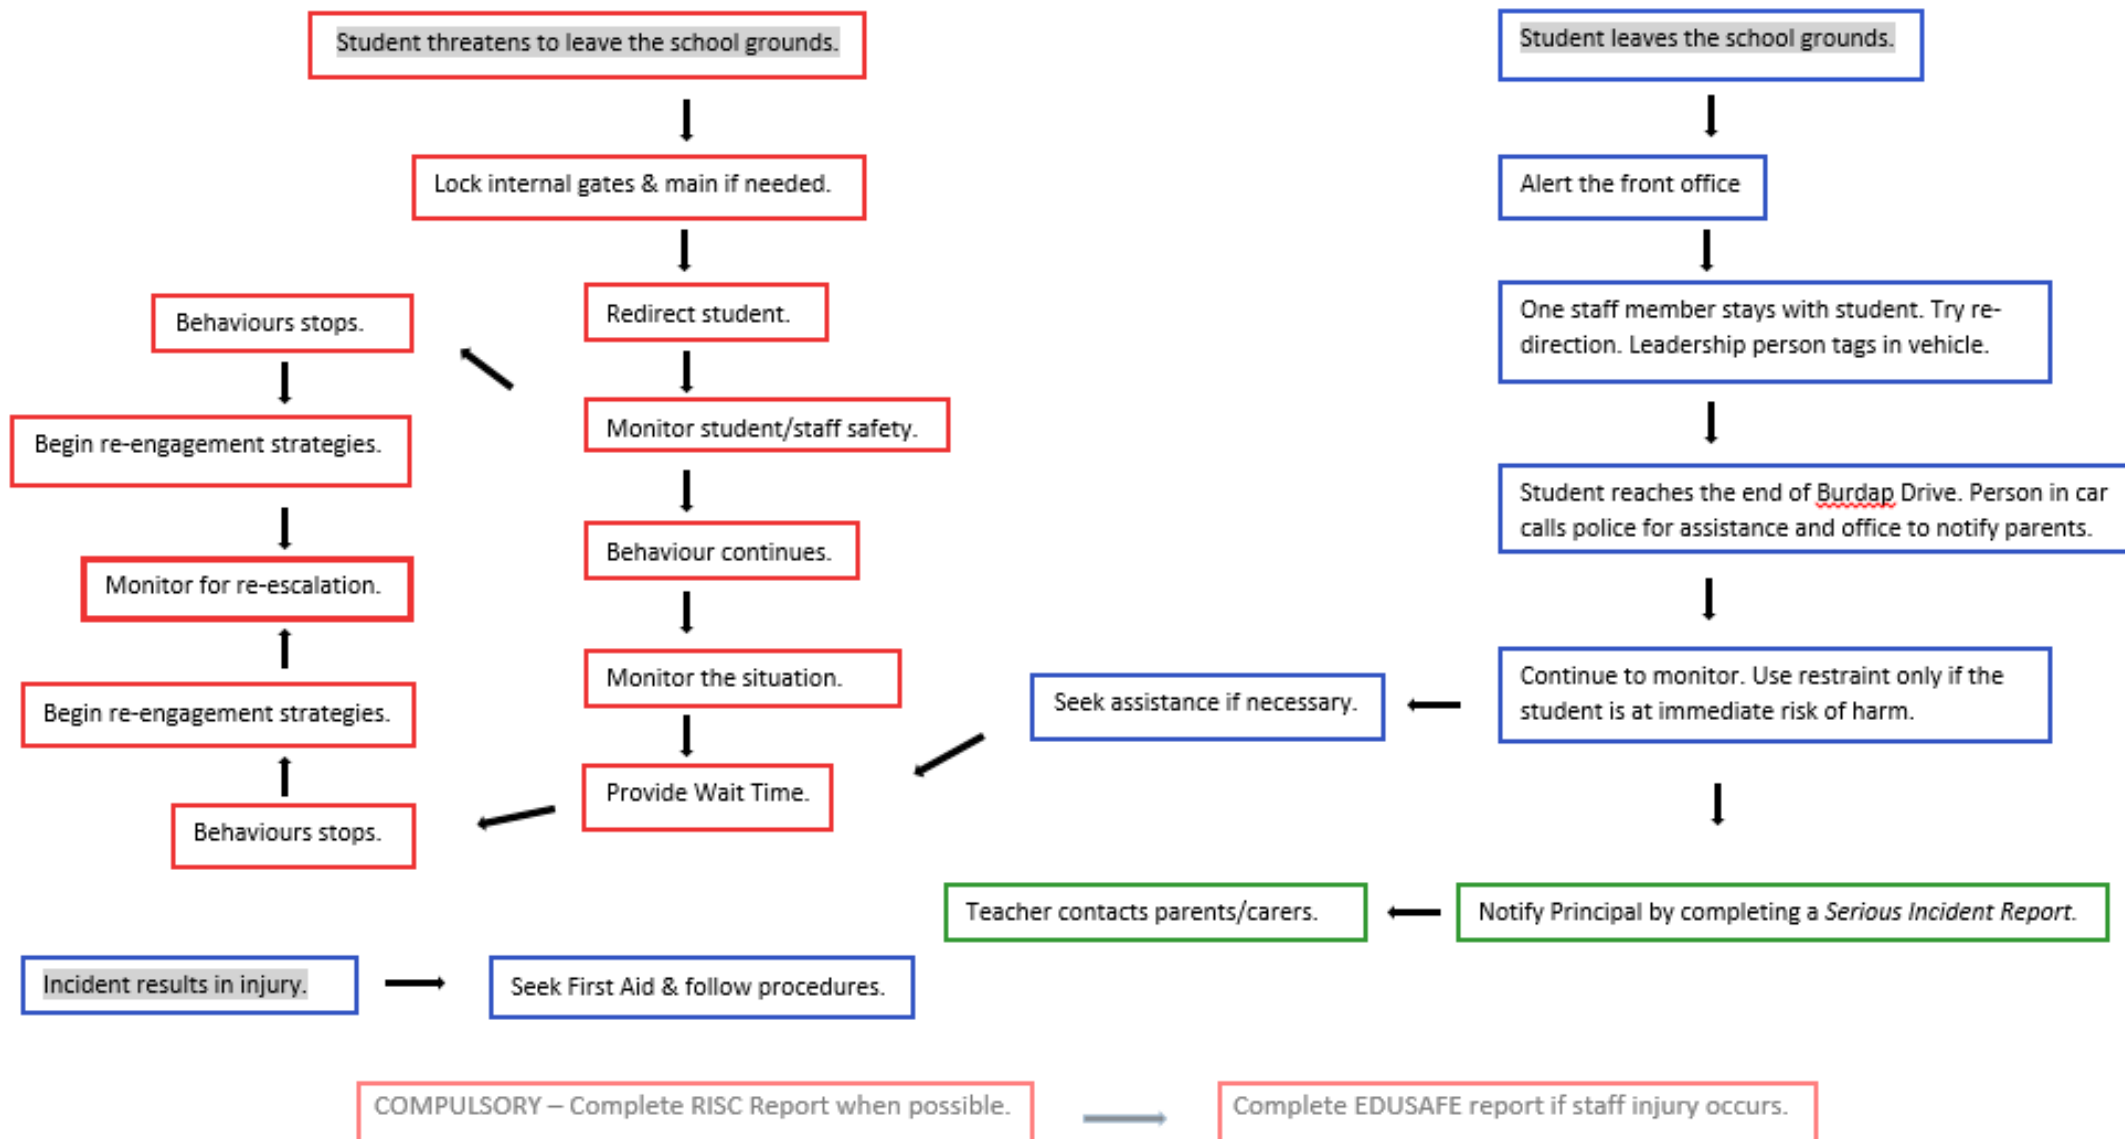 Student threatens to leave the school grounds.
Lock internal gates & main if needed.
Redirect student.
Monitor student/staff safety.
Behaviour continues.
Monitor the situation.
Provide Wait Time.
Behaviours stops.
Begin re-engagement strategies.
Monitor for re-escalation.
Begin re-engagement strategies.
Behaviours stops.
Student leaves the school grounds.
Alert the front office
One staff member stays with student. Try re-
direction. Leadership person tags in vehicle.
Student reaches the end of Burdap Drive. Person in car
calls police for assistance and office to notify parents.
Continue to monitor. Use restraint only if the
student is at immediate risk of harm.
Seek assistance if necessary.
Notify Principal by completing a Serious Incident Report.
Teacher contacts parents/carers.
Incident results in injury.
Seek First Aid & follow procedures.
COMPULSORY – Complete RISC Report when possible.
Complete EDUSAFE report if staff injury occurs.